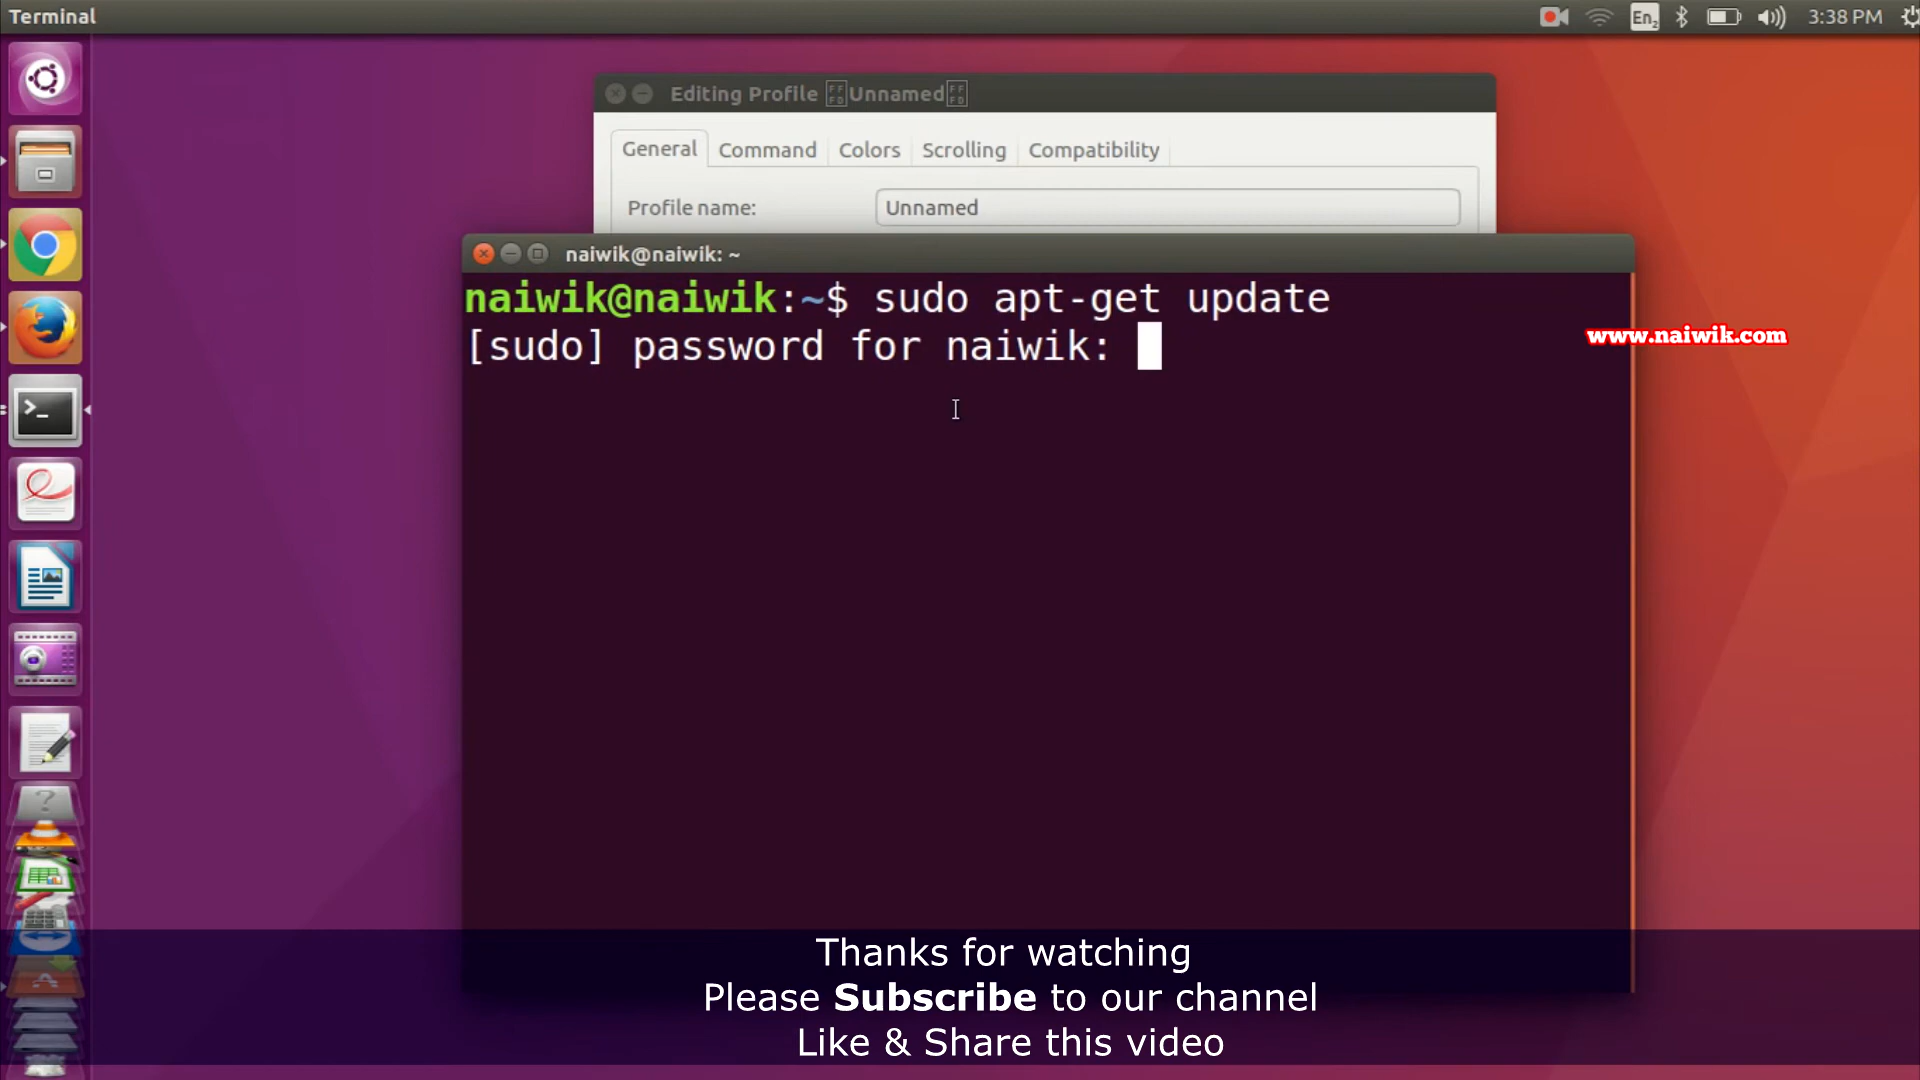 Terminal
En₂
3:38 PM
Editing Profile Unnamed
General Command Colors Scrolling Compatibility
Profile name: Unnamed
naiwik@naiwik: ~
naiwik@naiwik:~$ sudo apt-get update
[sudo] password for naiwik:
www.naiwik.com
Thanks for watching
Please Subscribe to our channel
Like & Share this video